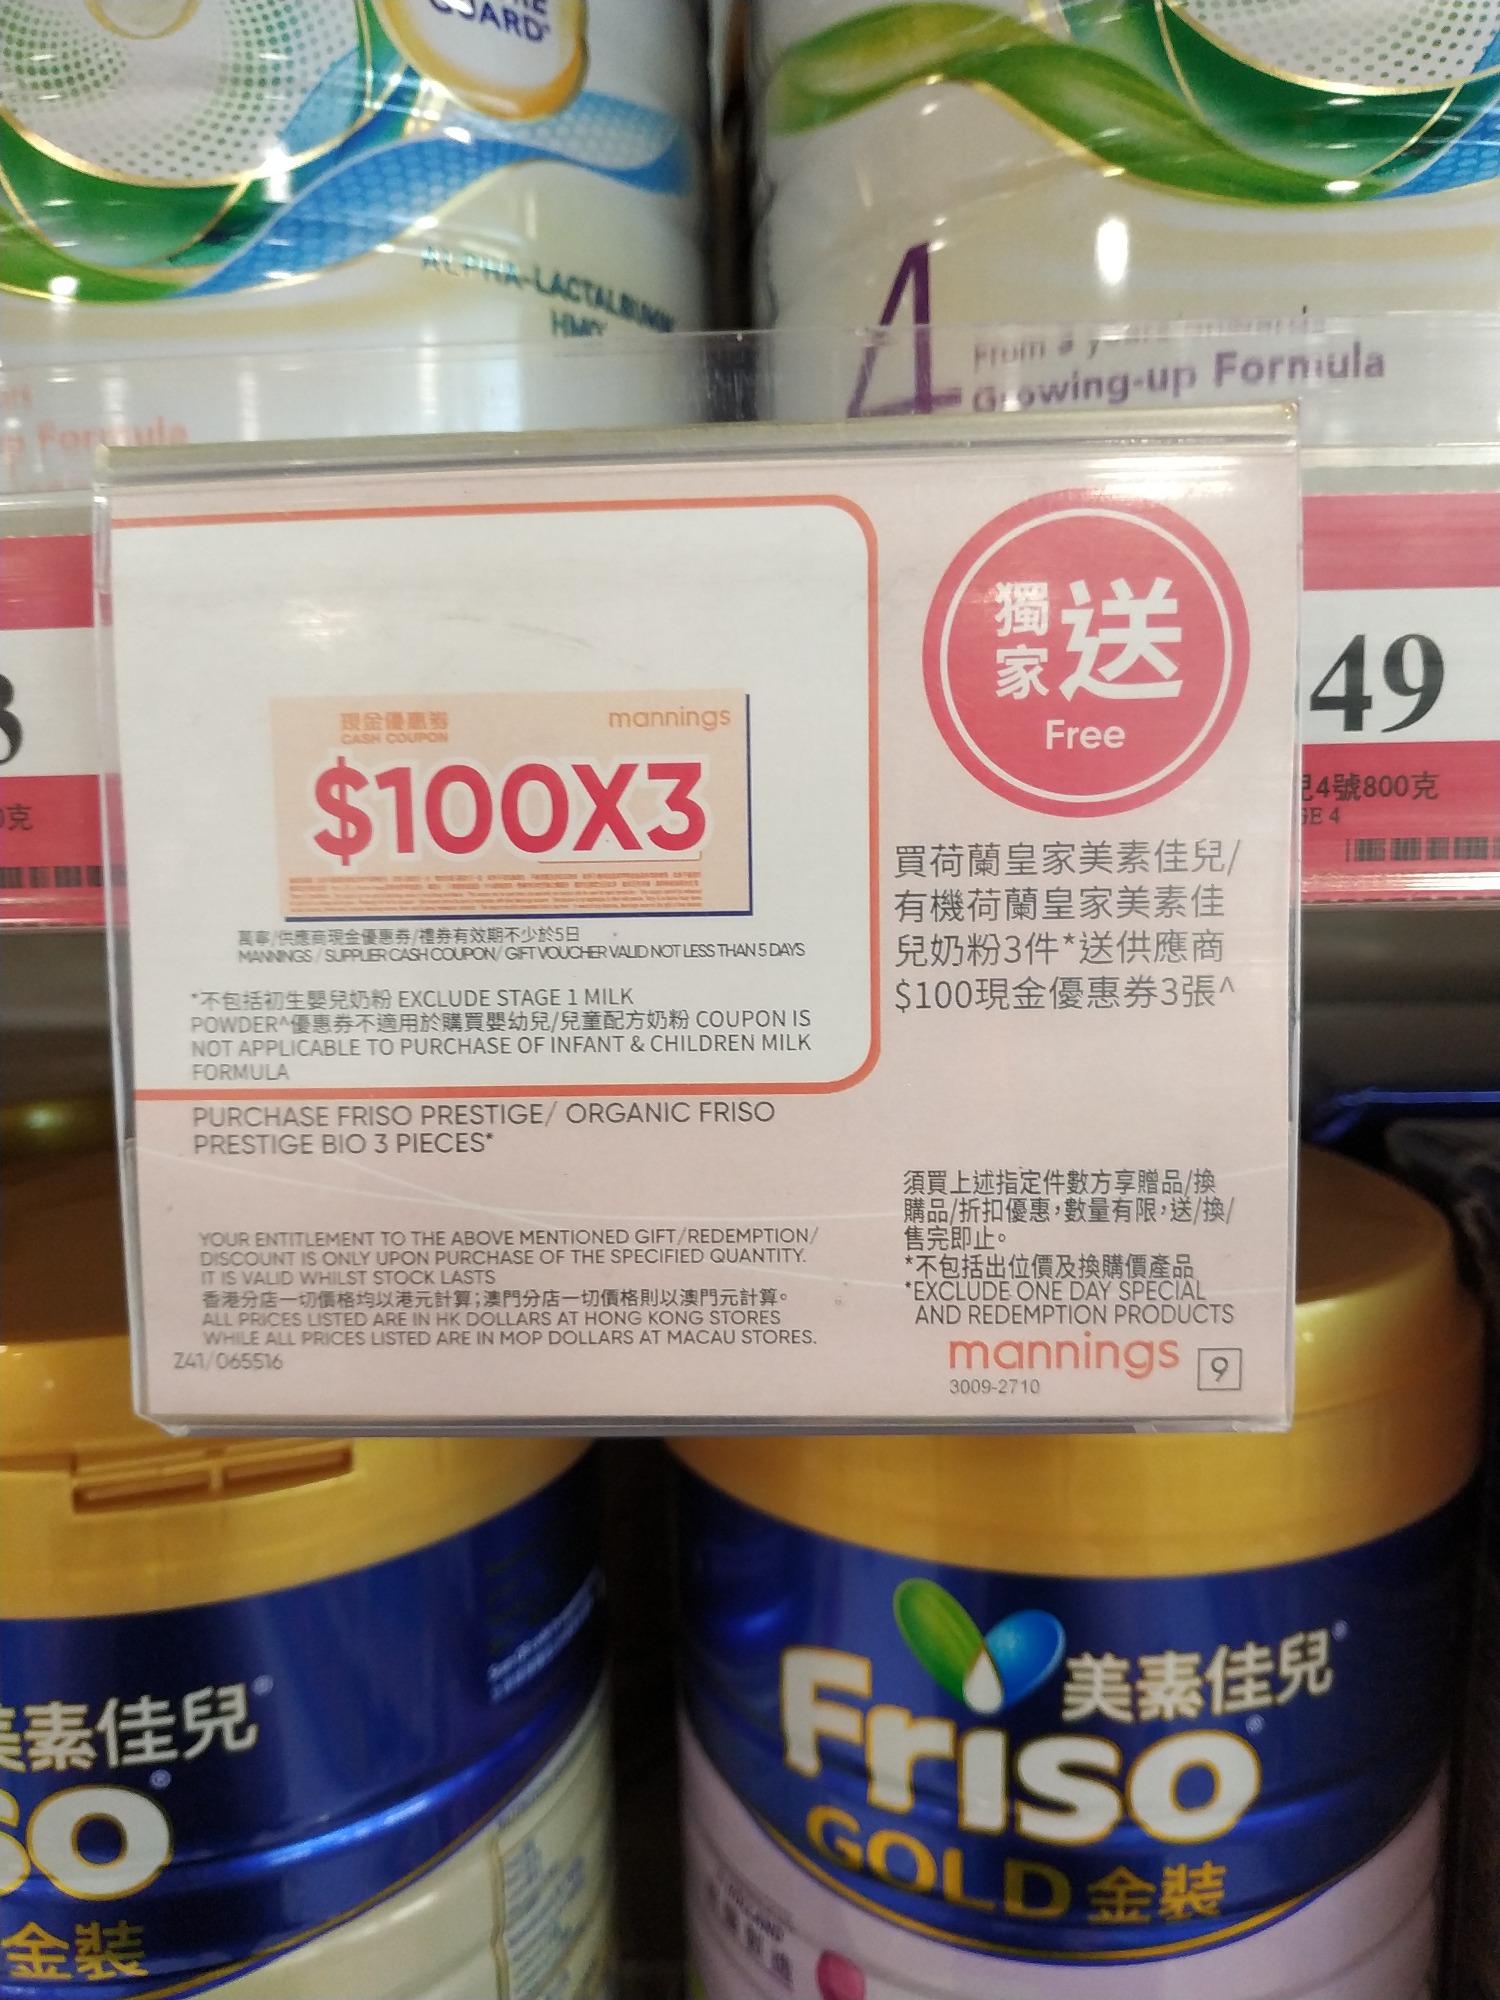 GUARD®
ALPHA-LACTALBUMIN
HMO
4
From 3 years onwards
Growing-up Formula
Formula
49
兒4號800克
GE 4
克
獨家
送
Free
現金優惠券
CASH COUPON
mannings
$100X3
萬寧/供應商現金優惠券/禮券有效期不少於5日
MANNINGS / SUPPLIER CASH COUPON/ GIFT VOUCHER VALID NOT LESS THAN 5 DAYS
*不包括初生嬰兒奶粉 EXCLUDE STAGE 1 MILK
POWDER^優惠券不適用於購買嬰幼兒/兒童配方奶粉 COUPON IS
NOT APPLICABLE TO PURCHASE OF INFANT & CHILDREN MILK
FORMULA
買荷蘭皇家美素佳兒/
有機荷蘭皇家美素佳
兒奶粉3件*送供應商
$100現金優惠券3張^
PURCHASE FRISO PRESTIGE/ ORGANIC FRISO
PRESTIGE BIO 3 PIECES*
YOUR ENTITLEMENT TO THE ABOVE MENTIONED GIFT/REDEMPTION/
DISCOUNT IS ONLY UPON PURCHASE OF THE SPECIFIED QUANTITY.
IT IS VALID WHILST STOCK LASTS
香港分店一切價格均以港元計算;澳門分店一切價格則以澳門元計算。
ALL PRICES LISTED ARE IN HK DOLLARS AT HONG KONG STORES
WHILE ALL PRICES LISTED ARE IN MOP DOLLARS AT MACAU STORES.
Z41/065516
須買上述指定件數方享贈品/換
購品/折扣優惠,數量有限,送/換/
售完即止。
*不包括出位價及換購價產品
*EXCLUDE ONE DAY SPECIAL
AND REDEMPTION PRODUCTS
mannings
3009-2710
9
素佳兒®
SO®
金裝
美素佳兒®
Friso®
GOLD 金裝